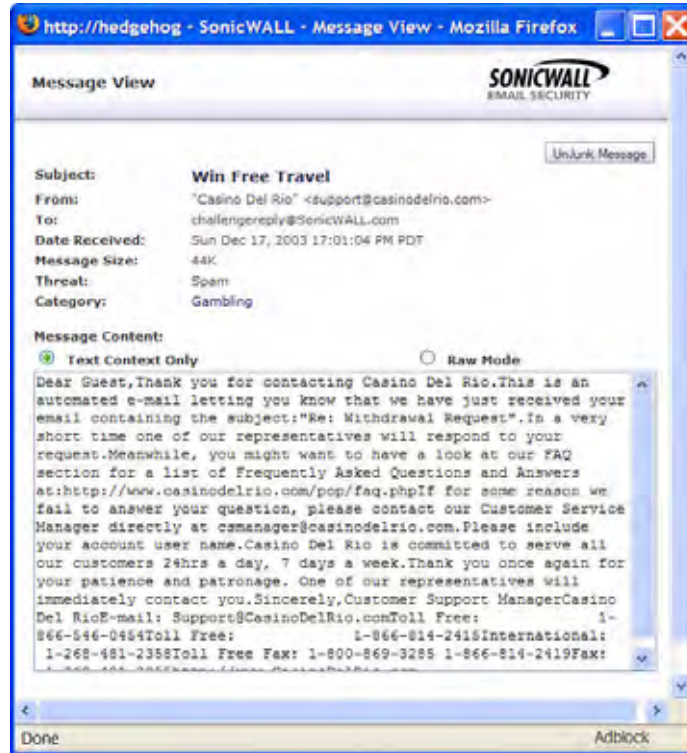 http://hedgehog - SonicWALL - Message View - Mozilla Firefox
Message View
SONICWALL
EMAIL SECURITY
UnJunk Message
Subject: Win Free Travel
From: "Casino Del Rio" <support@casinodelrio.com>
To: challengereply@SonicWALL.com
Date Received: Sun Dec 17, 2003 17:01:04 PM PDT
Message Size: 44K
Threat: Spam
Category: Gambling
Message Content:
Text Context Only Raw Mode
Dear Guest,Thank you for contacting Casino Del Rio.This is an
automated e-mail letting you know that we have just received your
email containing the subject:"Re: Withdrawal Request".In a very
short time one of our representatives will respond to your
request.Meanwhile, you might want to have a look at our FAQ
section for a list of Frequently Asked Questions and Answers
at:http://www.casinodelrio.com/pop/faq.phpIf for some reason we
fail to answer your question, please contact our Customer Service
Manager directly at csmanager@casinodelrio.com.Please include
your account user name.Casino Del Rio is committed to serve all
our customers 24hrs a day, 7 days a week.Thank you once again for
your patience and patronage. One of our representatives will
immediately contact you.Sincerely,Customer Support ManagerCasino
Del RioE-mail: Support@CasinoDelRio.comToll Free: 1-
866-546-0454Toll Free: 1-866-814-2415International:
1-268-481-2358Toll Free Fax: 1-800-869-3285 1-866-814-2419Fax:
Done
Adblock